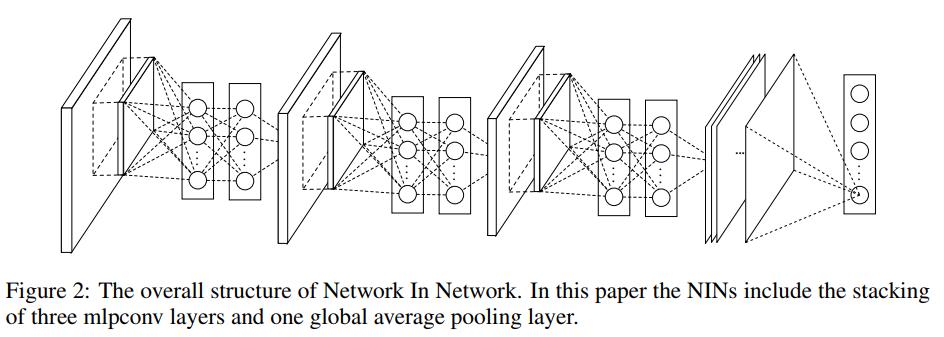 Figure 2: The overall structure of Network In Network. In this paper the NINs include the stacking
of three mlpconv layers and one global average pooling layer.